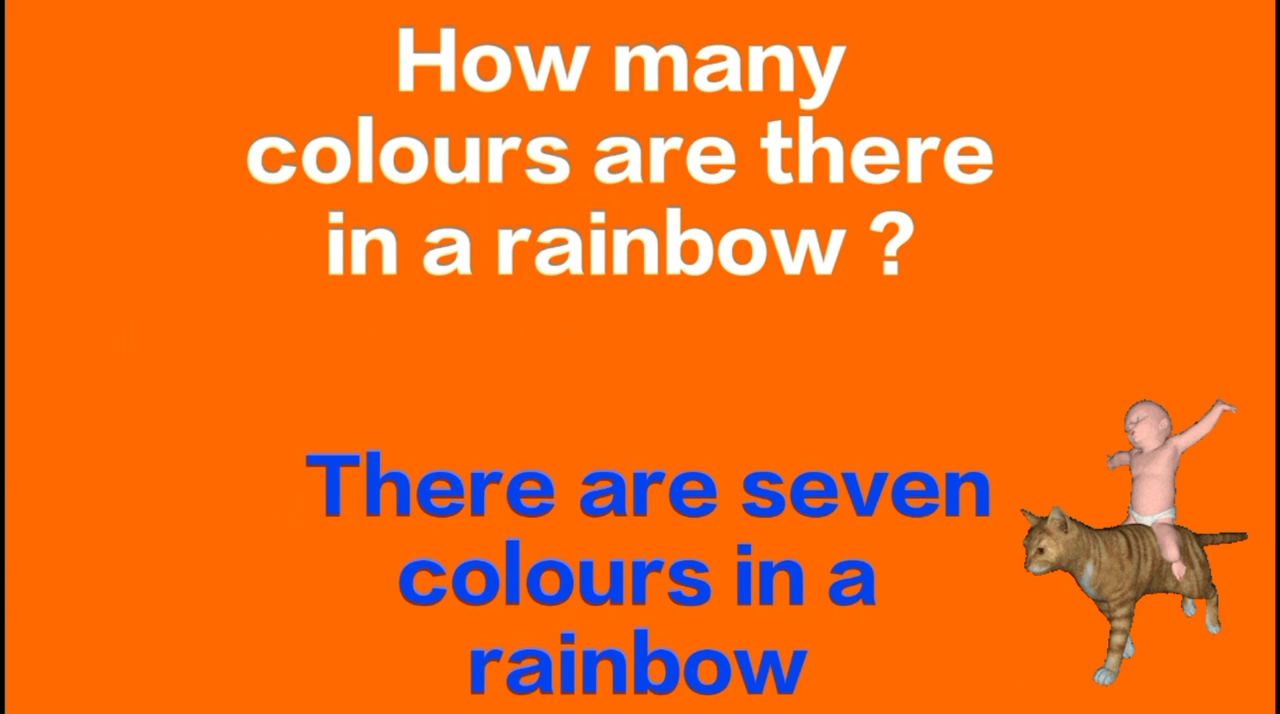 How many
colours are there
in a rainbow ?
There are seven
colours in a
rainbow